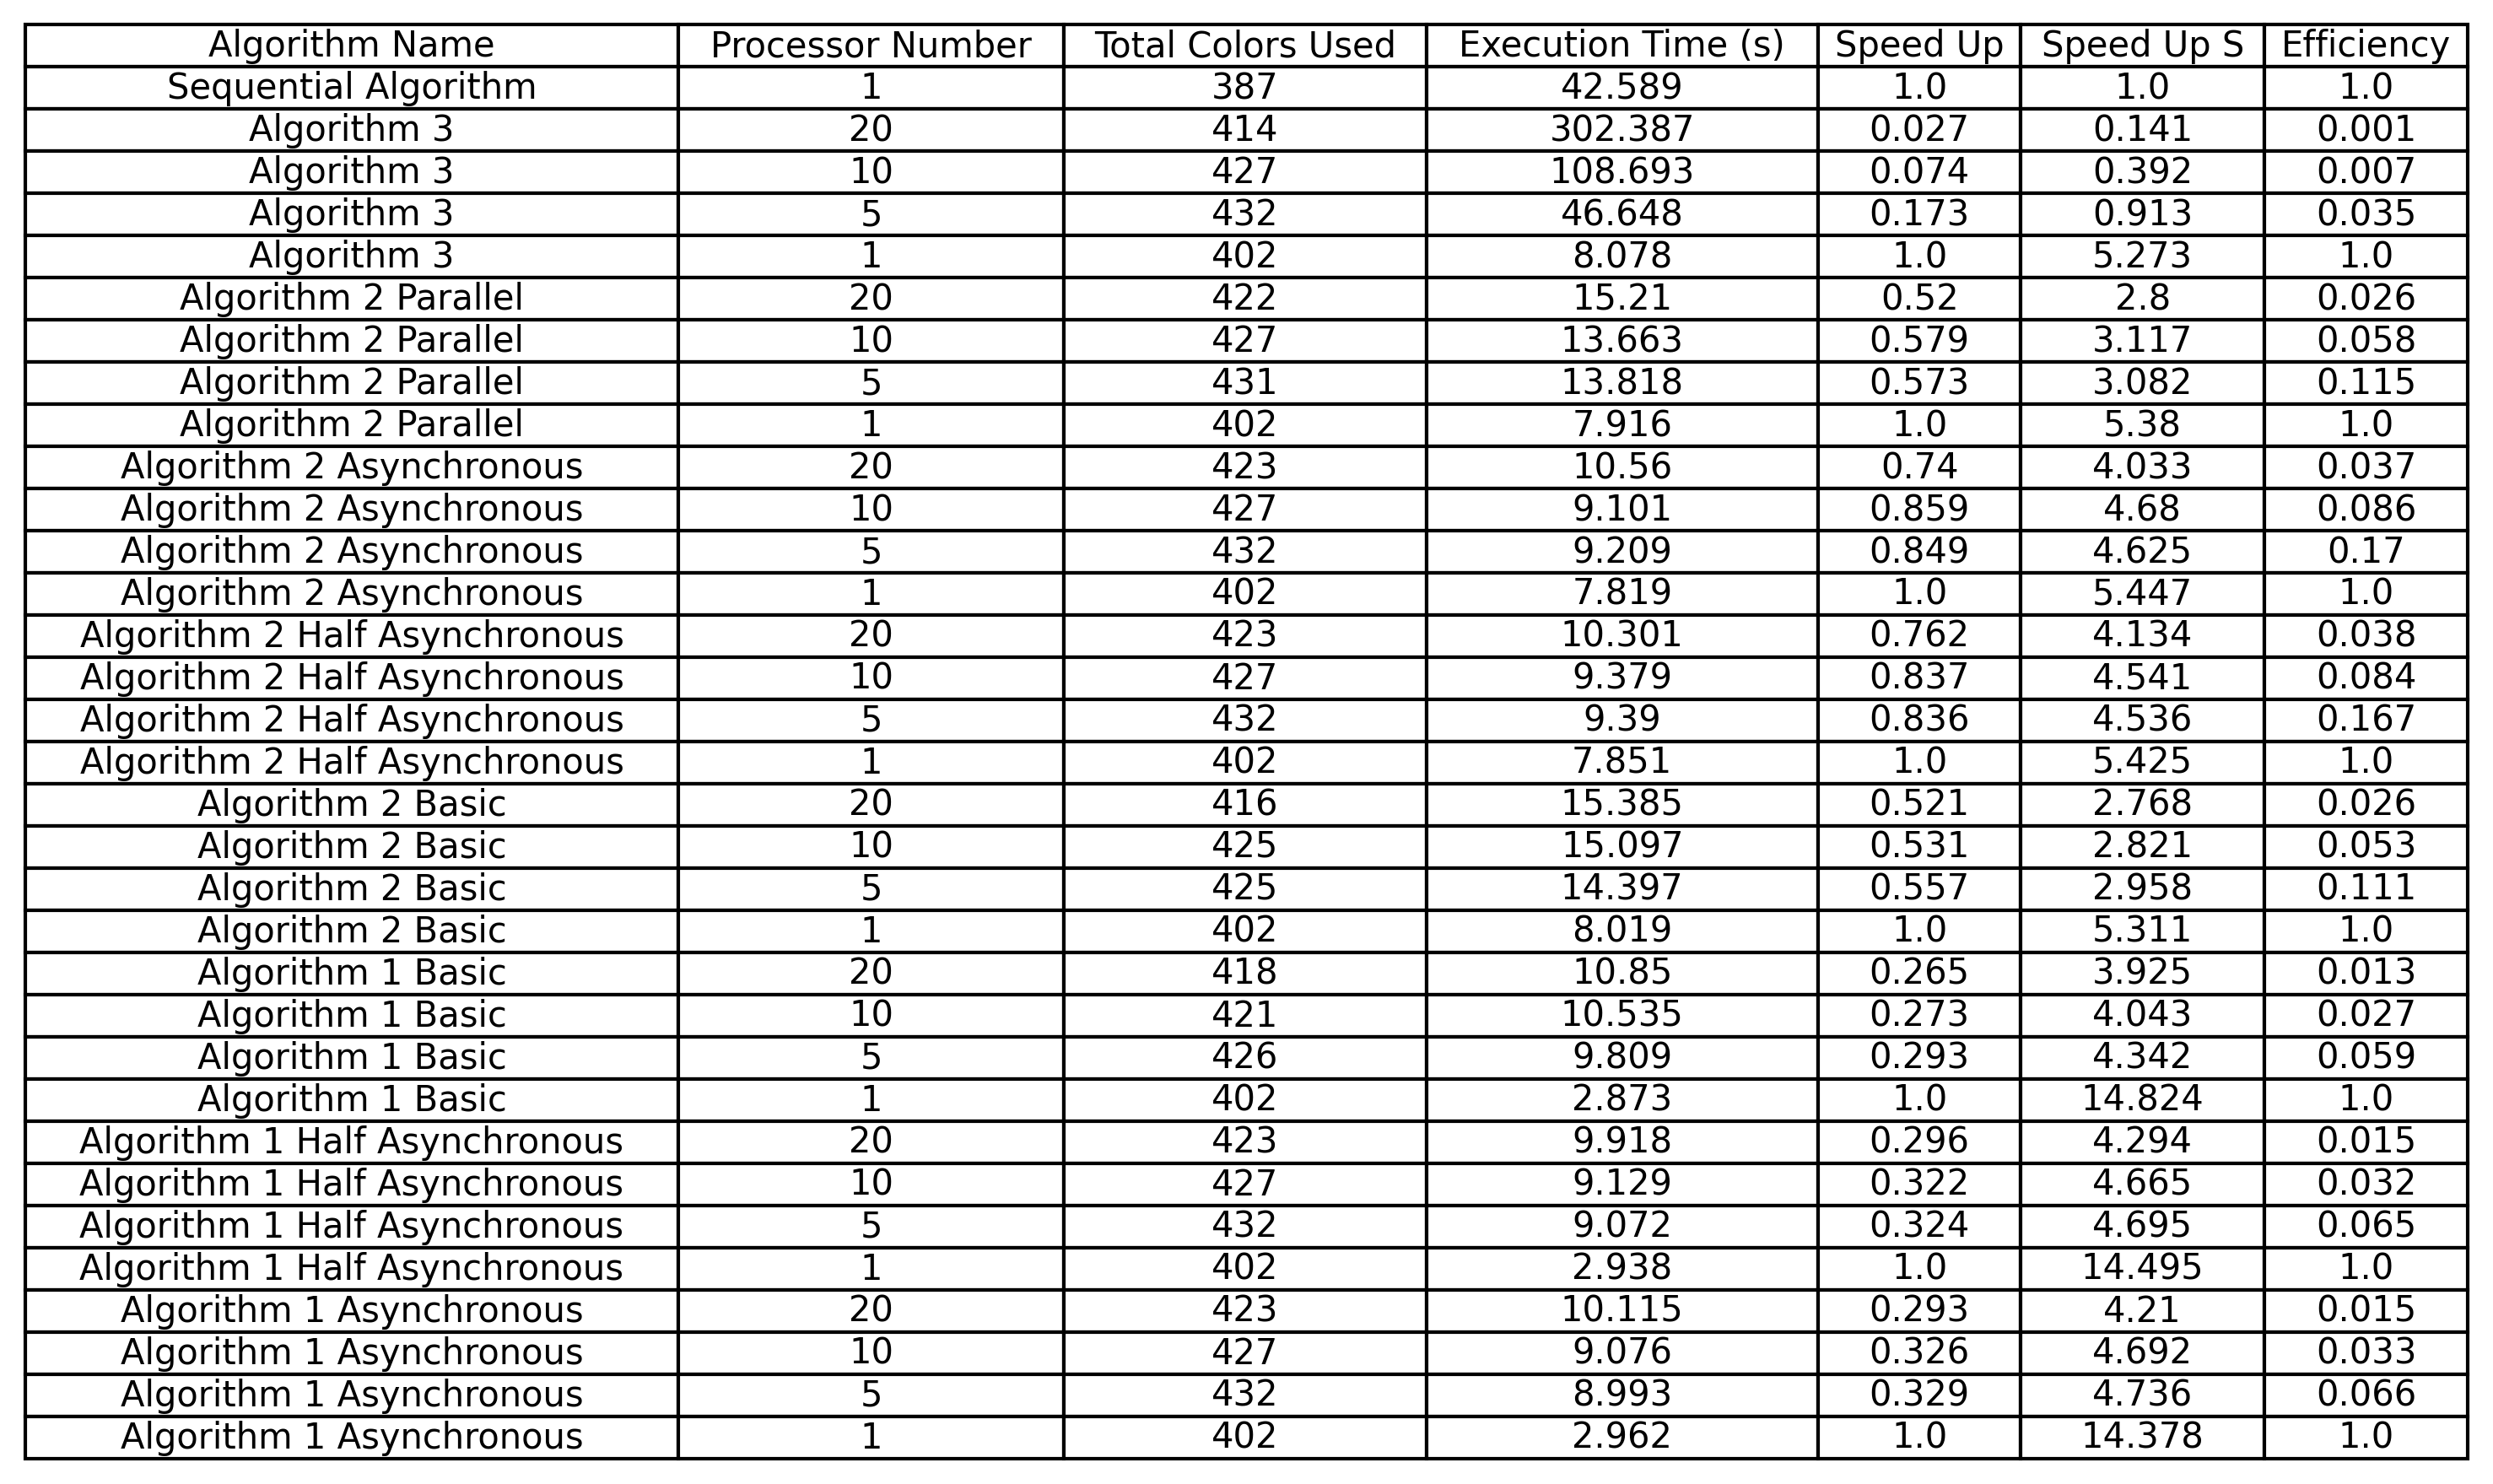 Algorithm Name Processor Number Total Colors Used Execution Time (s) Speed Up Speed Up S Efficiency
Sequential Algorithm 1 387 42.589 1.0 1.0 1.0
Algorithm 3 20 414 302.387 0.027 0.141 0.001
Algorithm 3 10 427 108.693 0.074 0.392 0.007
Algorithm 3 5 432 46.648 0.173 0.913 0.035
Algorithm 3 1 402 8.078 1.0 5.273 1.0
Algorithm 2 Parallel 20 422 15.21 0.52 2.8 0.026
Algorithm 2 Parallel 10 427 13.663 0.579 3.117 0.058
Algorithm 2 Parallel 5 431 13.818 0.573 3.082 0.115
Algorithm 2 Parallel 1 402 7.916 1.0 5.38 1.0
Algorithm 2 Asynchronous 20 423 10.56 0.74 4.033 0.037
Algorithm 2 Asynchronous 10 427 9.101 0.859 4.68 0.086
Algorithm 2 Asynchronous 5 432 9.209 0.849 4.625 0.17
Algorithm 2 Asynchronous 1 402 7.819 1.0 5.447 1.0
Algorithm 2 Half Asynchronous 20 423 10.301 0.762 4.134 0.038
Algorithm 2 Half Asynchronous 10 427 9.379 0.837 4.541 0.084
Algorithm 2 Half Asynchronous 5 432 9.39 0.836 4.536 0.167
Algorithm 2 Half Asynchronous 1 402 7.851 1.0 5.425 1.0
Algorithm 2 Basic 20 416 15.385 0.521 2.768 0.026
Algorithm 2 Basic 10 425 15.097 0.531 2.821 0.053
Algorithm 2 Basic 5 425 14.397 0.557 2.958 0.111
Algorithm 2 Basic 1 402 8.019 1.0 5.311 1.0
Algorithm 1 Basic 20 418 10.85 0.265 3.925 0.013
Algorithm 1 Basic 10 421 10.535 0.273 4.043 0.027
Algorithm 1 Basic 5 426 9.809 0.293 4.342 0.059
Algorithm 1 Basic 1 402 2.873 1.0 14.824 1.0
Algorithm 1 Half Asynchronous 20 423 9.918 0.296 4.294 0.015
Algorithm 1 Half Asynchronous 10 427 9.129 0.322 4.665 0.032
Algorithm 1 Half Asynchronous 5 432 9.072 0.324 4.695 0.065
Algorithm 1 Half Asynchronous 1 402 2.938 1.0 14.495 1.0
Algorithm 1 Asynchronous 20 423 10.115 0.293 4.21 0.015
Algorithm 1 Asynchronous 10 427 9.076 0.326 4.692 0.033
Algorithm 1 Asynchronous 5 432 8.993 0.329 4.736 0.066
Algorithm 1 Asynchronous 1 402 2.962 1.0 14.378 1.0